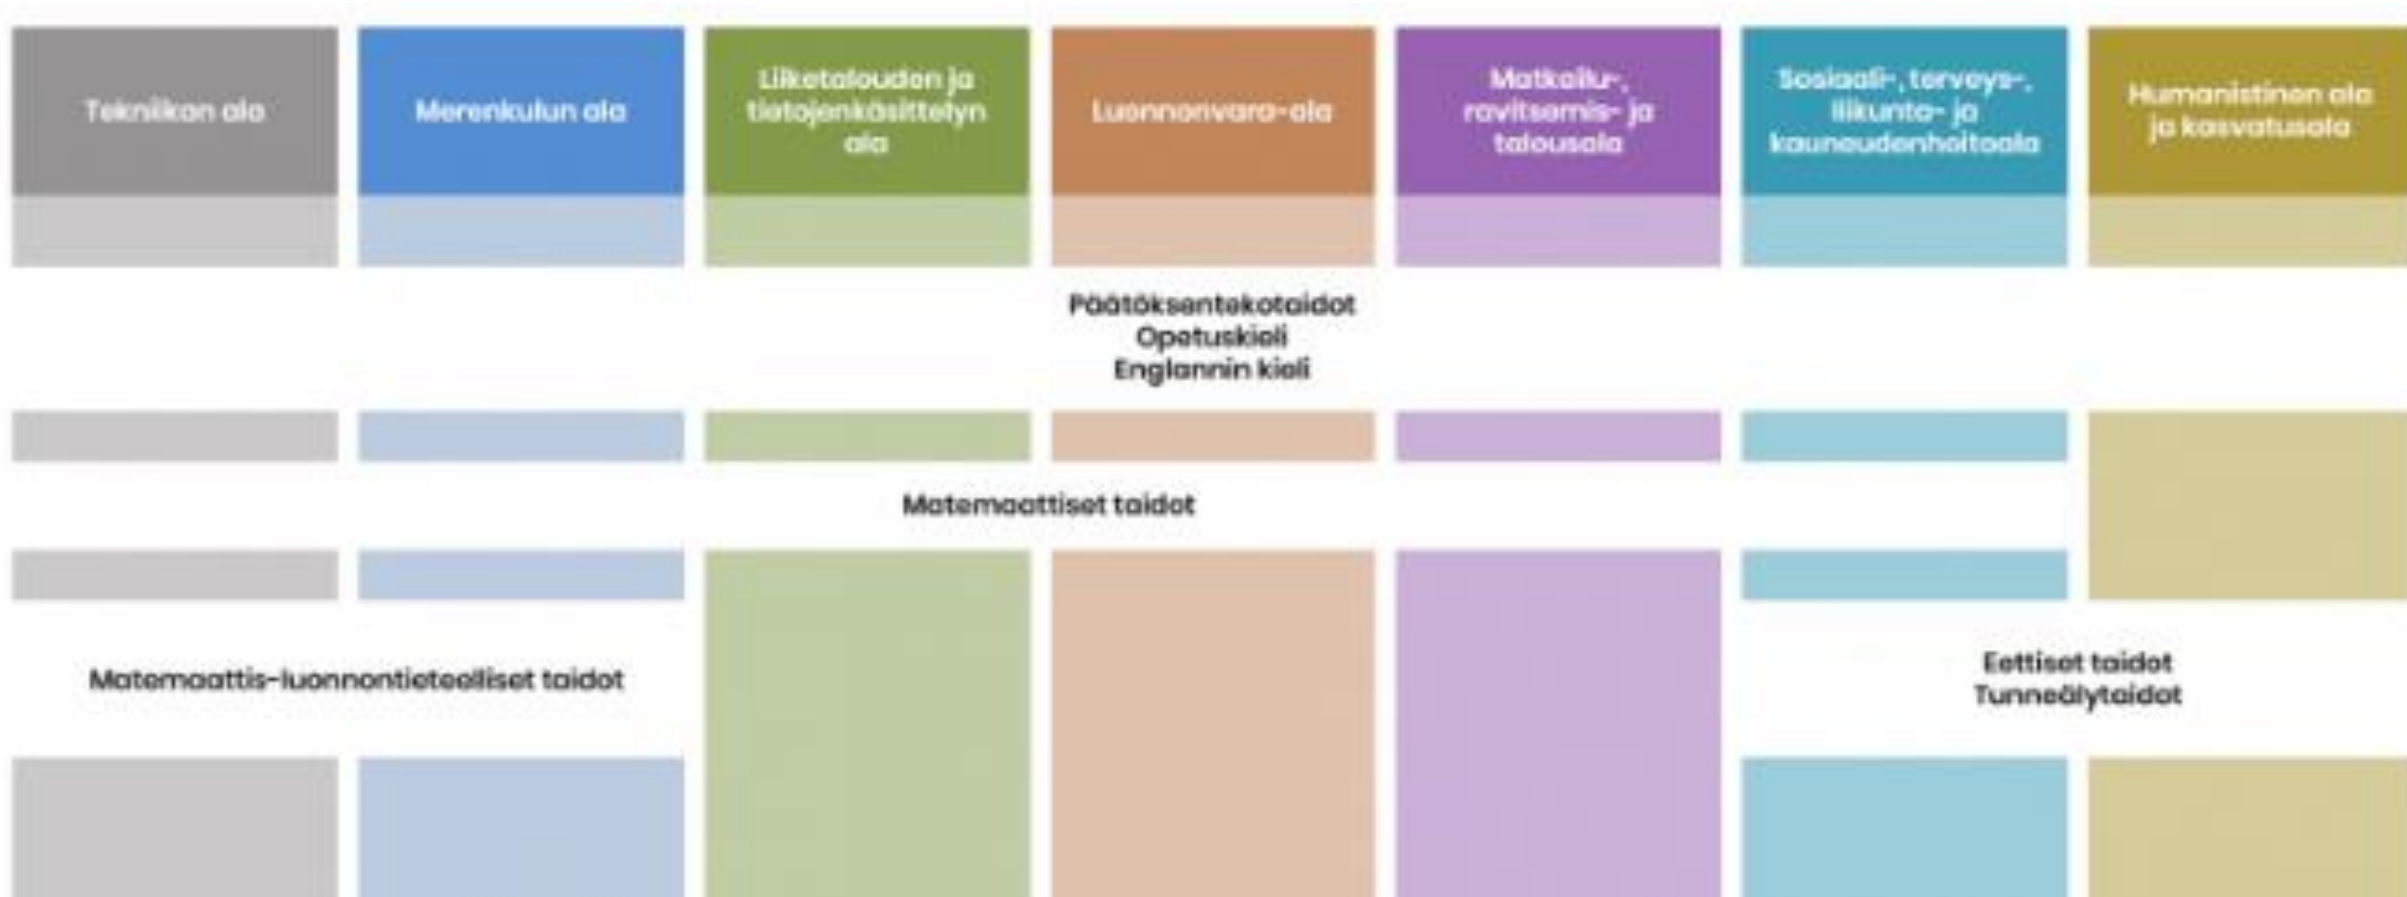 Tekniikan ala
Merenkulun ala
Liiketalouden ja
tietojenkäsittelyn
ala
Luonnonvara-ala
Matkailu-,
ravitsemis- ja
talousala
Sosiaali-, terveys-,
liikunta- ja
kauneudenhoitoala
Humanistinen ala
ja kasvatusala
Päätöksentekotaidot
Opetuskieli
Englannin kieli
Matemaattiset taidot
Matemaattis-luonnontieteelliset taidot
Eettiset taidot
Tunneälytaidot